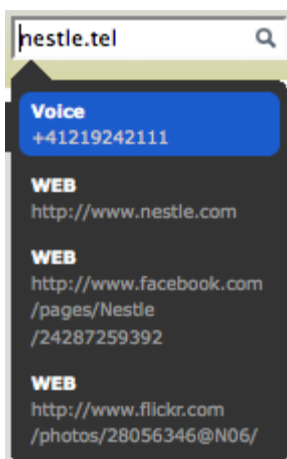 nestle.tel
Voice
+41219242111
WEB
http://www.nestle.com
WEB
http://www.facebook.com
/pages/Nestle
/24287259392
WEB
http://www.flickr.com
/photos/28056346@N06/